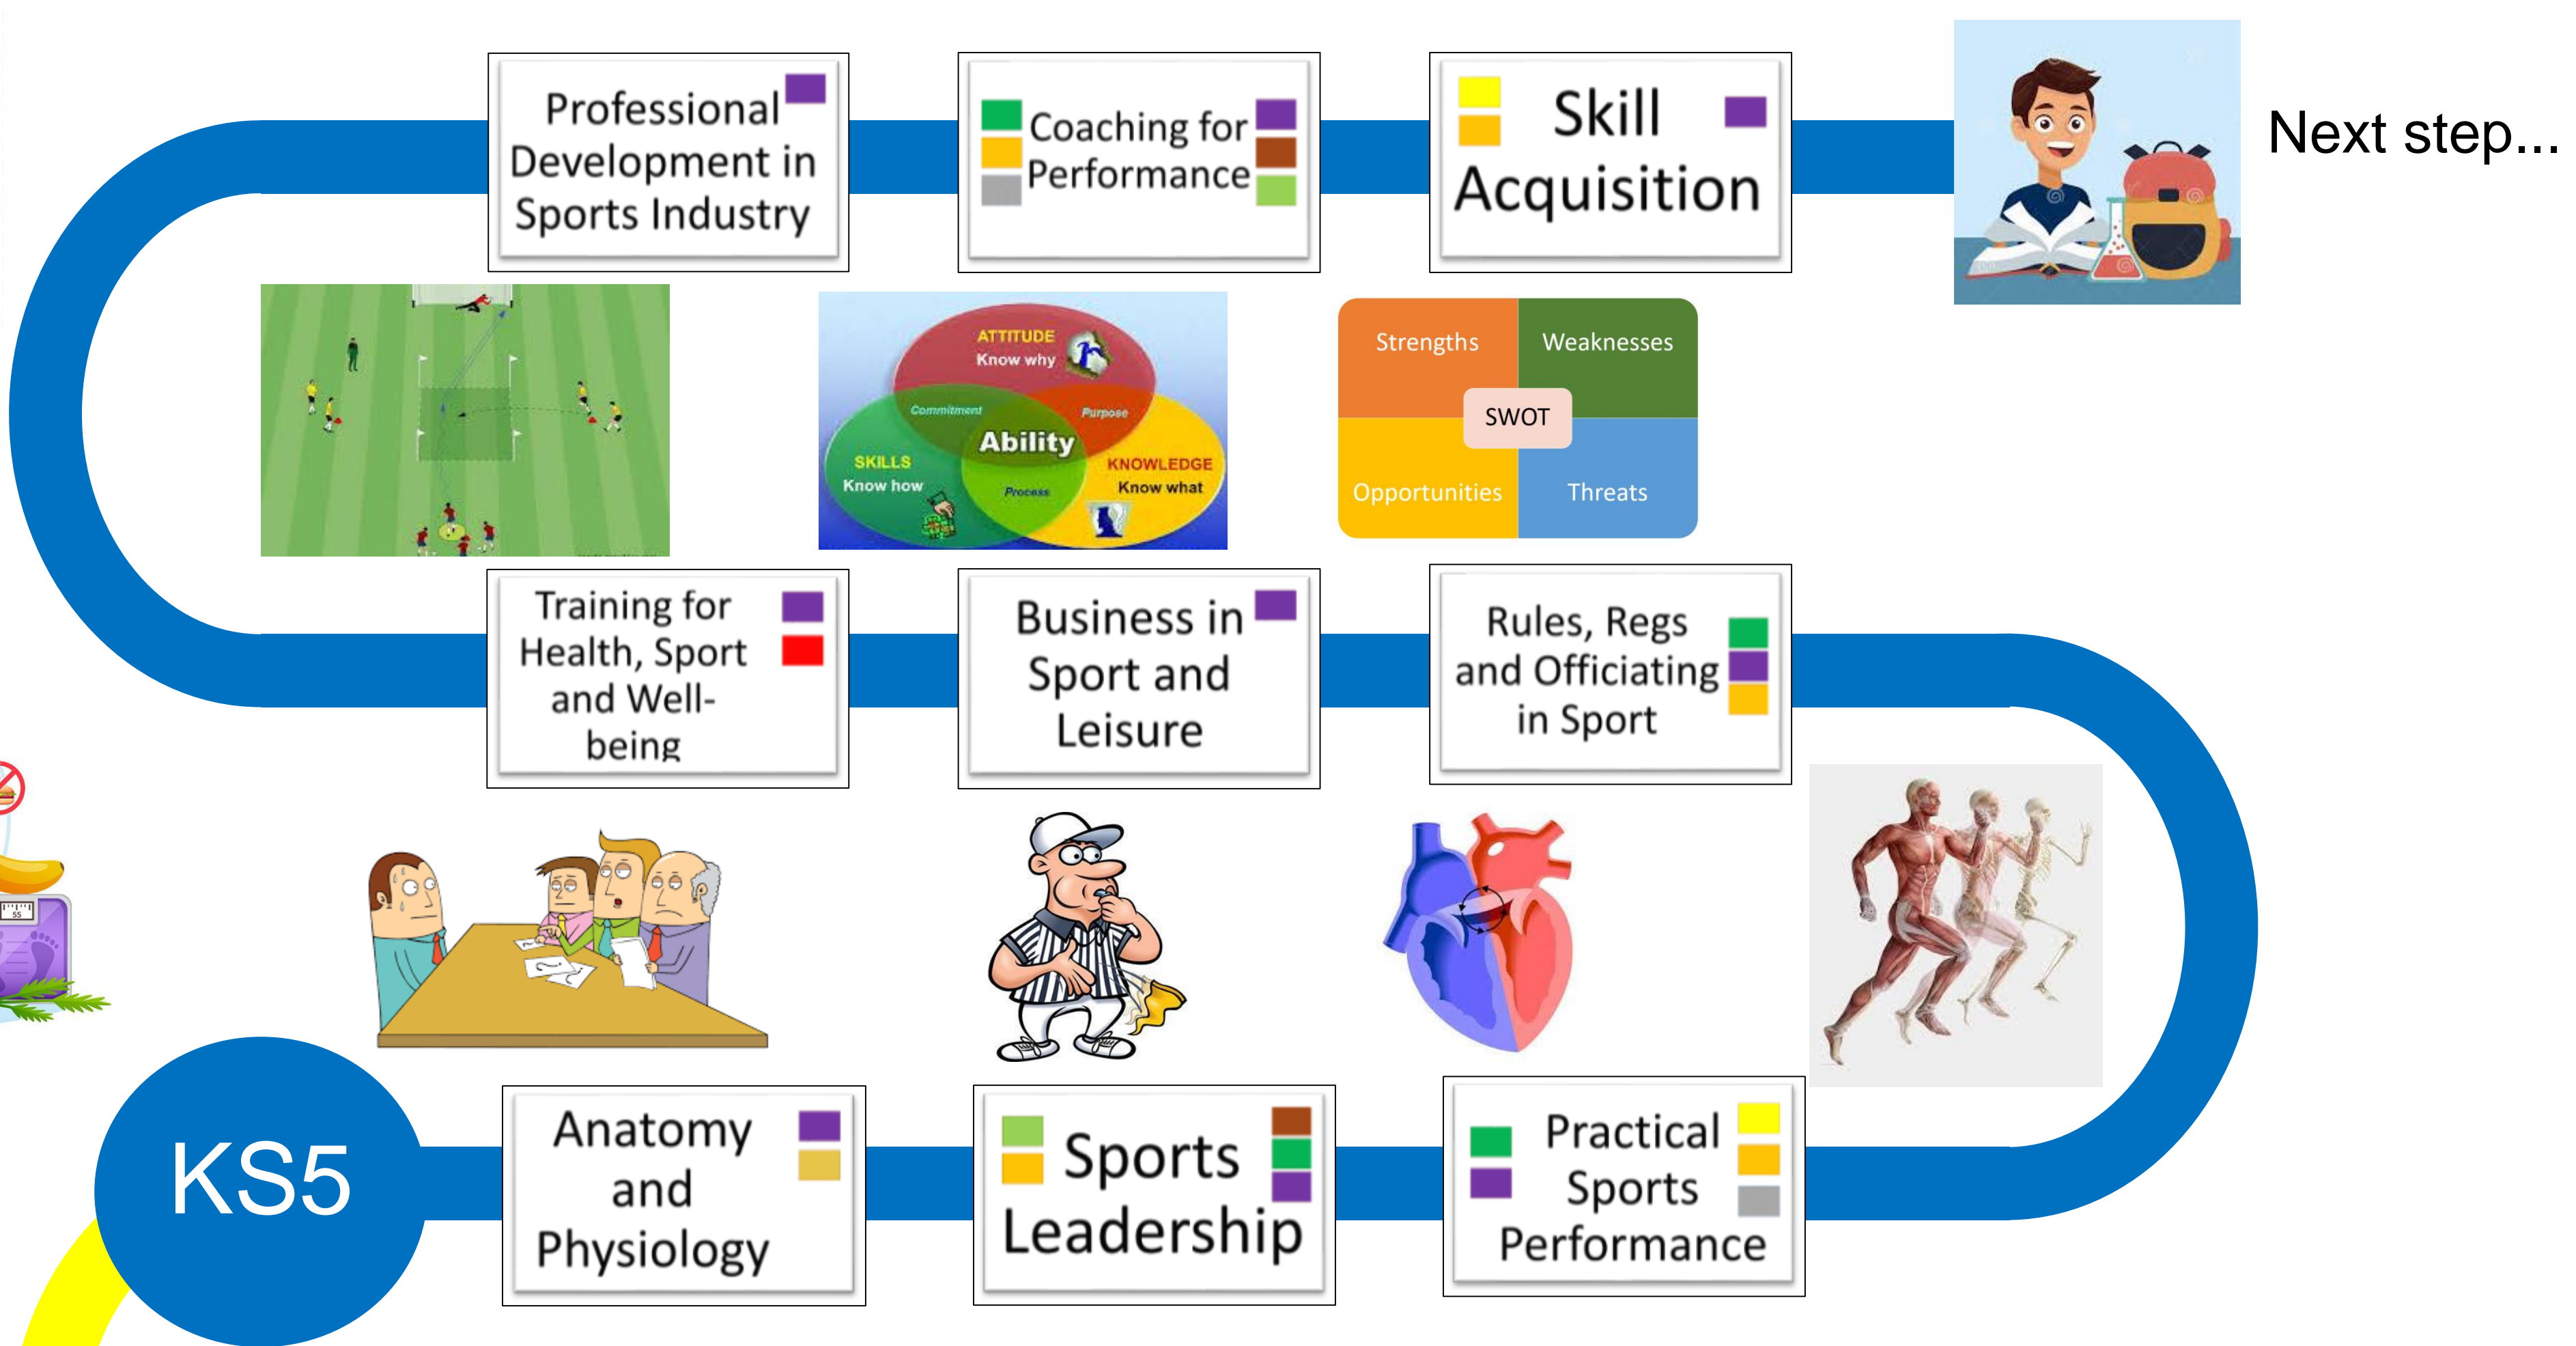 Professional
Development in
Sports Industry
Coaching for
Performance
Skill
Acquisition
Next step...
ATTITUDE
Know why
Commitment
Purpose
Ability
SKILLS
Know how
KNOWLEDGE
Know what
Process
Strengths
Weaknesses
SWOT
Opportunities
Threats
Training for
Health, Sport
and Well-
being
Business in
Sport and
Leisure
Rules, Regs
and Officiating
in Sport
55
KS5
Anatomy
and
Physiology
Sports
Leadership
Practical
Sports
Performance